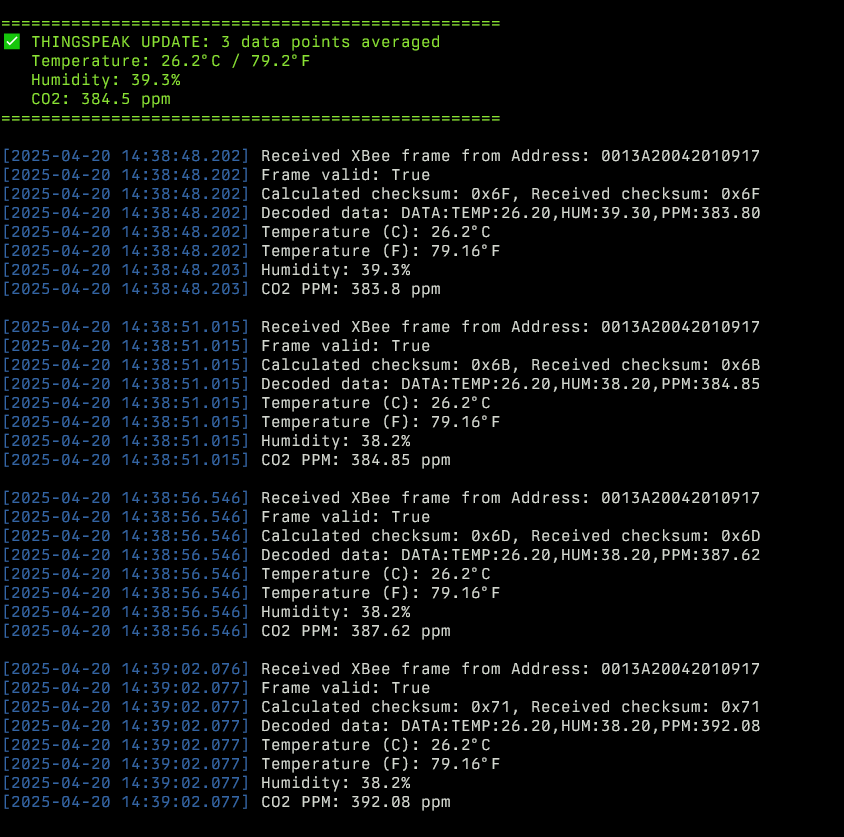 ==================================================
✅ THINGSPEAK UPDATE: 3 data points averaged
Temperature: 26.2°C / 79.2°F
Humidity: 39.3%
CO2: 384.5 ppm
==================================================
[2025-04-20 14:38:48.202] Received XBee frame from Address: 0013A20042010917
[2025-04-20 14:38:48.202] Frame valid: True
[2025-04-20 14:38:48.202] Calculated checksum: 0x6F, Received checksum: 0x6F
[2025-04-20 14:38:48.202] Decoded data: DATA:TEMP:26.20,HUM:39.30,PPM:383.80
[2025-04-20 14:38:48.202] Temperature (C): 26.2°C
[2025-04-20 14:38:48.202] Temperature (F): 79.16°F
[2025-04-20 14:38:48.203] Humidity: 39.3%
[2025-04-20 14:38:48.203] CO2 PPM: 383.8 ppm
[2025-04-20 14:38:51.015] Received XBee frame from Address: 0013A20042010917
[2025-04-20 14:38:51.015] Frame valid: True
[2025-04-20 14:38:51.015] Calculated checksum: 0x6B, Received checksum: 0x6B
[2025-04-20 14:38:51.015] Decoded data: DATA:TEMP:26.20,HUM:38.20,PPM:384.85
[2025-04-20 14:38:51.015] Temperature (C): 26.2°C
[2025-04-20 14:38:51.015] Temperature (F): 79.16°F
[2025-04-20 14:38:51.015] Humidity: 38.2%
[2025-04-20 14:38:51.015] CO2 PPM: 384.85 ppm
[2025-04-20 14:38:56.546] Received XBee frame from Address: 0013A20042010917
[2025-04-20 14:38:56.546] Frame valid: True
[2025-04-20 14:38:56.546] Calculated checksum: 0x6D, Received checksum: 0x6D
[2025-04-20 14:38:56.546] Decoded data: DATA:TEMP:26.20,HUM:38.20,PPM:387.62
[2025-04-20 14:38:56.546] Temperature (C): 26.2°C
[2025-04-20 14:38:56.546] Temperature (F): 79.16°F
[2025-04-20 14:38:56.546] Humidity: 38.2%
[2025-04-20 14:38:56.546] CO2 PPM: 387.62 ppm
[2025-04-20 14:39:02.076] Received XBee frame from Address: 0013A20042010917
[2025-04-20 14:39:02.077] Frame valid: True
[2025-04-20 14:39:02.077] Calculated checksum: 0x71, Received checksum: 0x71
[2025-04-20 14:39:02.077] Decoded data: DATA:TEMP:26.20,HUM:38.20,PPM:392.08
[2025-04-20 14:39:02.077] Temperature (C): 26.2°C
[2025-04-20 14:39:02.077] Temperature (F): 79.16°F
[2025-04-20 14:39:02.077] Humidity: 38.2%
[2025-04-20 14:39:02.077] CO2 PPM: 392.08 ppm